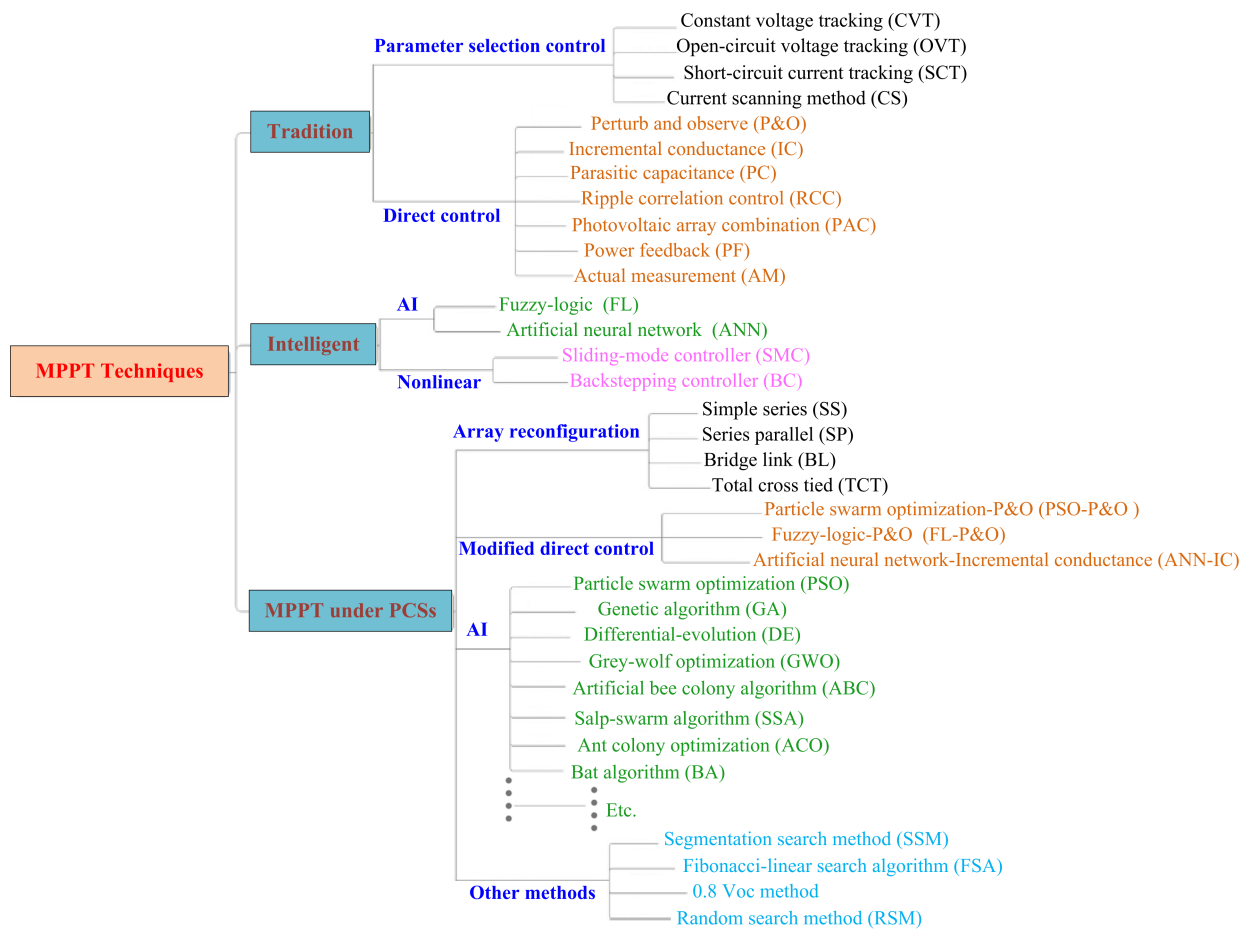 MPPT Techniques
Tradition
Parameter selection control
Constant voltage tracking (CVT)
Open-circuit voltage tracking (OVT)
Short-circuit current tracking (SCT)
Current scanning method (CS)
Direct control
Perturb and observe (P&O)
Incremental conductance (IC)
Parasitic capacitance (PC)
Ripple correlation control (RCC)
Photovoltaic array combination (PAC)
Power feedback (PF)
Actual measurement (AM)
Intelligent
AI
Fuzzy-logic (FL)
Artificial neural network (ANN)
Nonlinear
Sliding-mode controller (SMC)
Backstepping controller (BC)
MPPT under PCSs
Array reconfiguration
Simple series (SS)
Series parallel (SP)
Bridge link (BL)
Total cross tied (TCT)
Modified direct control
Particle swarm optimization-P&O (PSO-P&O )
Fuzzy-logic-P&O (FL-P&O)
Artificial neural network-Incremental conductance (ANN-IC)
AI
Particle swarm optimization (PSO)
Genetic algorithm (GA)
Differential-evolution (DE)
Grey-wolf optimization (GWO)
Artificial bee colony algorithm (ABC)
Salp-swarm algorithm (SSA)
Ant colony optimization (ACO)
Bat algorithm (BA)
Etc.
Other methods
Segmentation search method (SSM)
Fibonacci-linear search algorithm (FSA)
0.8 Voc method
Random search method (RSM)